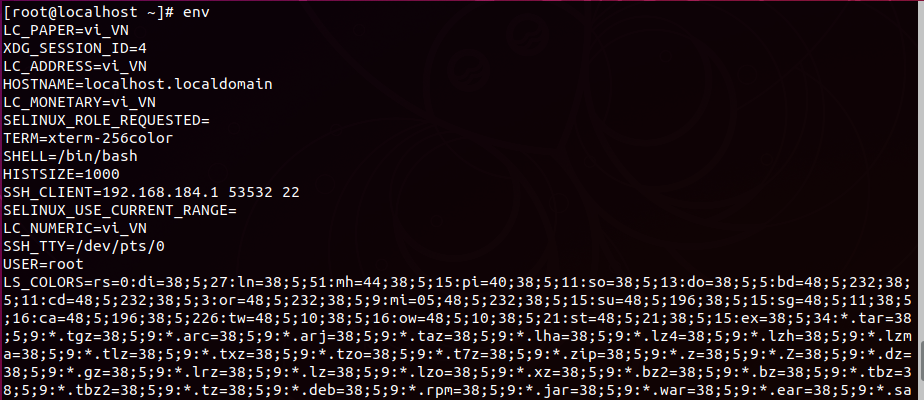 [root@localhost ~]# env
LC_PAPER=vi_VN
XDG_SESSION_ID=4
LC_ADDRESS=vi_VN
HOSTNAME=localhost.localdomain
LC_MONETARY=vi_VN
SELINUX_ROLE_REQUESTED=
TERM=xterm-256color
SHELL=/bin/bash
HISTSIZE=1000
SSH_CLIENT=192.168.184.1 53532 22
SELINUX_USE_CURRENT_RANGE=
LC_NUMERIC=vi_VN
SSH_TTY=/dev/pts/0
USER=root
LS_COLORS=rs=0:di=38;5;27:ln=38;5;51:mh=44;38;5;15:pi=40;38;5;11:so=38;5;13:do=38;5;5:bd=48;5;232;38;
5;11:cd=48;5;232;38;5;3:or=48;5;232;38;5;9:mi=05;48;5;232;38;5;15:su=48;5;196;38;5;15:sg=48;5;11;38;5
;16:ca=48;5;196;38;5;226:tw=48;5;10;38;5;16:ow=48;5;10;38;5;21:st=48;5;21;38;5;15:ex=38;5;34:*.tar=38
;5;9:*.tgz=38;5;9:*.arc=38;5;9:*.arj=38;5;9:*.taz=38;5;9:*.lha=38;5;9:*.lz4=38;5;9:*.lzh=38;5;9:*.lzm
a=38;5;9:*.tlz=38;5;9:*.txz=38;5;9:*.tzo=38;5;9:*.t7z=38;5;9:*.zip=38;5;9:*.z=38;5;9:*.Z=38;5;9:*.dz=
38;5;9:*.gz=38;5;9:*.lrz=38;5;9:*.lz=38;5;9:*.lzo=38;5;9:*.xz=38;5;9:*.bz2=38;5;9:*.bz=38;5;9:*.tbz=3
8;5;9:*.tbz2=38;5;9:*.tz=38;5;9:*.deb=38;5;9:*.rpm=38;5;9:*.jar=38;5;9:*.war=38;5;9:*.ear=38;5;9:*.sa